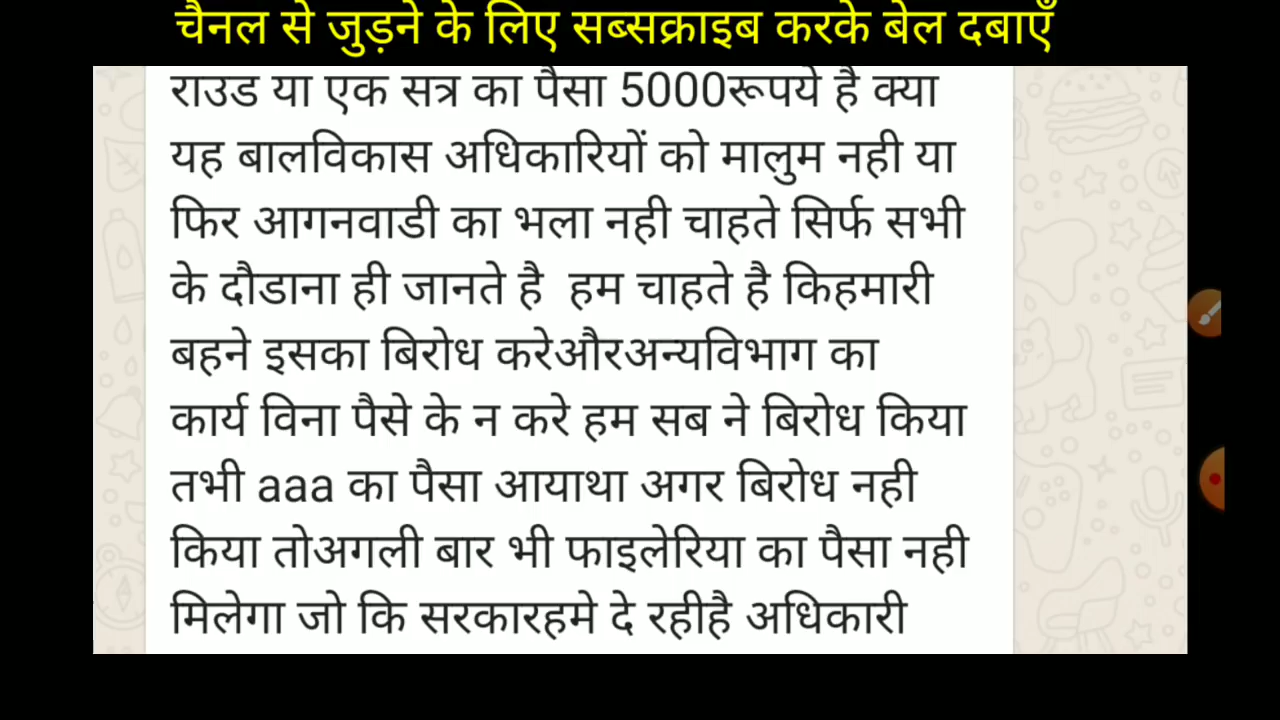 चैनल से जुड़ने के लिए सब्सक्राइब करके बेल दबाएँ
राउड या एक सत्र का पैसा 5000रूपये है क्या
यह बालविकास अधिकारियों को मालुम नही या
फिर आगनवाडी का भला नही चाहते सिर्फ सभी
के दौडाना ही जानते है  हम चाहते है किहमारी
बहने इसका बिरोध करेऔरअन्यविभाग का
कार्य विना पैसे के न करे हम सब ने बिरोध किया
तभी aaa का पैसा आयाथा अगर बिरोध नही
किया तोअगली बार भी फाइलेरिया का पैसा नही
मिलेगा जो कि सरकारहमे दे रहीहै अधिकारी